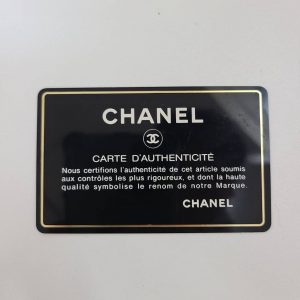 CHANEL
CARTE D'AUTHENTICITÉ
Nous certifions l'authenticité de cet article soumis
aux contrôles les plus rigoureux, et dont la haute
qualité symbolise le renom de notre Marque.
CHANEL